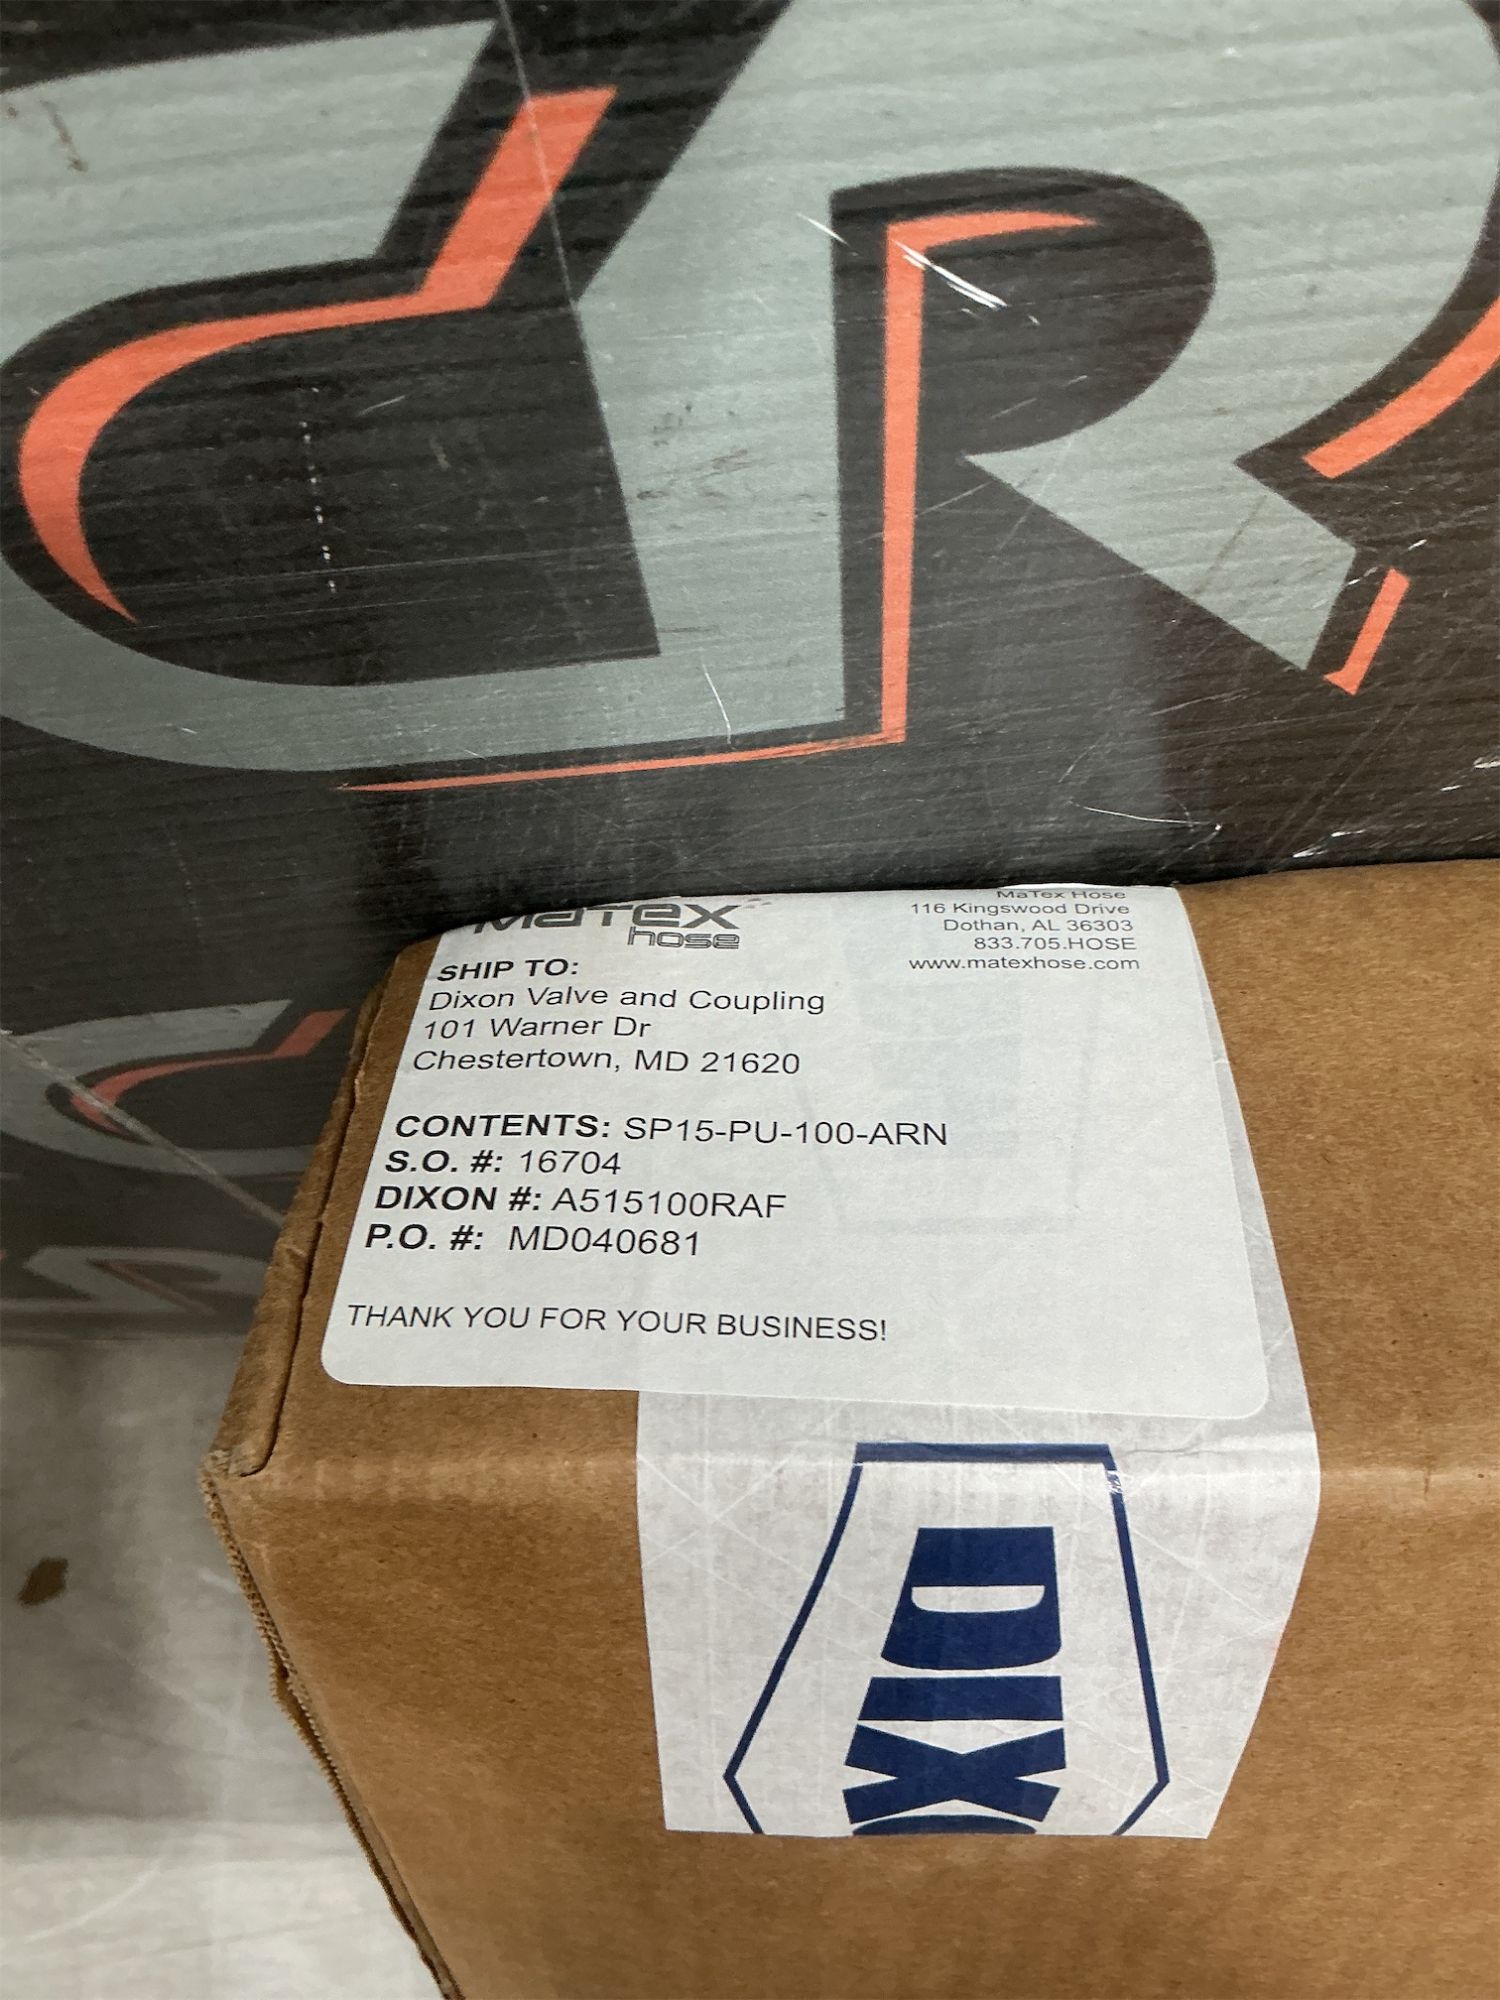 MaTex
hose
MaTex Hose
116 Kingswood Drive
Dothan, AL 36303
833.705.HOSE
www.matexhose.com
SHIP TO:
Dixon Valve and Coupling
101 Warner Dr
Chestertown, MD 21620
CONTENTS: SP15-PU-100-ARN
S.O. #: 16704
DIXON #: A515100RAF
P.O. #: MD040681
THANK YOU FOR YOUR BUSINESS!
DIXO